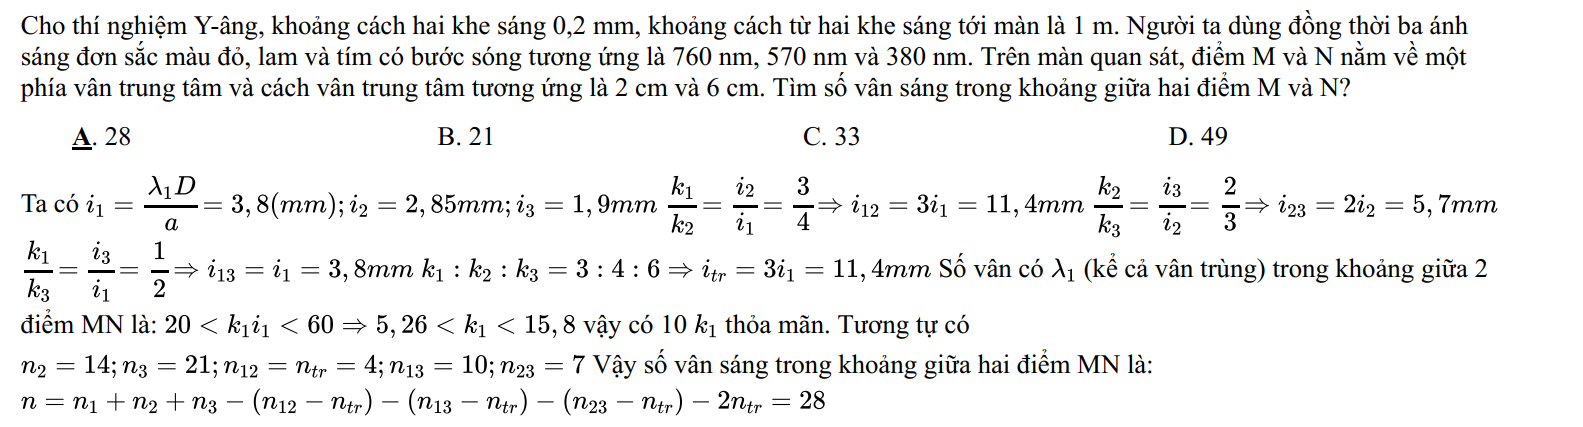 Cho thí nghiệm Y-âng, khoảng cách hai khe sáng 0,2 mm, khoảng cách từ hai khe sáng tới màn là 1 m. Người ta dùng đồng thời ba ánh
sáng đơn sắc màu đỏ, lam và tím có bước sóng tương ứng là 760 nm, 570 nm và 380 nm. Trên màn quan sát, điểm M và N nằm về một
phía vân trung tâm và cách vân trung tâm tương ứng là 2 cm và 6 cm. Tìm số vân sáng trong khoảng giữa hai điểm M và N?
A. 28 B. 21 C. 33 D. 49
Ta có $i_1 = \dfrac{\lambda_1 D}{a} = 3,8(mm); i_2 = 2,85mm; i_3 = 1,9mm$ $\dfrac{k_1}{k_2} = \dfrac{i_2}{i_1} = \dfrac{3}{4} \Rightarrow i_{12} = 3i_1 = 11,4mm$ $\dfrac{k_2}{k_3} = \dfrac{i_3}{i_2} = \dfrac{2}{3} \Rightarrow i_{23} = 2i_2 = 5,7mm$
$\dfrac{k_1}{k_3} = \dfrac{i_3}{i_1} = \dfrac{1}{2} \Rightarrow i_{13} = i_1 = 3,8mm$ $k_1 : k_2 : k_3 = 3 : 4 : 6 \Rightarrow i_{tr} = 3i_1 = 11,4mm$ Số vân có $\lambda_1$ (kể cả vân trùng) trong khoảng giữa 2
điểm MN là: $20 < k_1 i_1 < 60 \Rightarrow 5,26 < k_1 < 15,8$ vậy có 10 $k_1$ thỏa mãn. Tương tự có
$n_2 = 14; n_3 = 21; n_{12} = n_{tr} = 4; n_{13} = 10; n_{23} = 7$ Vậy số vân sáng trong khoảng giữa hai điểm MN là:
$n = n_1 + n_2 + n_3 - (n_{12} - n_{tr}) - (n_{13} - n_{tr}) - (n_{23} - n_{tr}) - 2n_{tr} = 28$